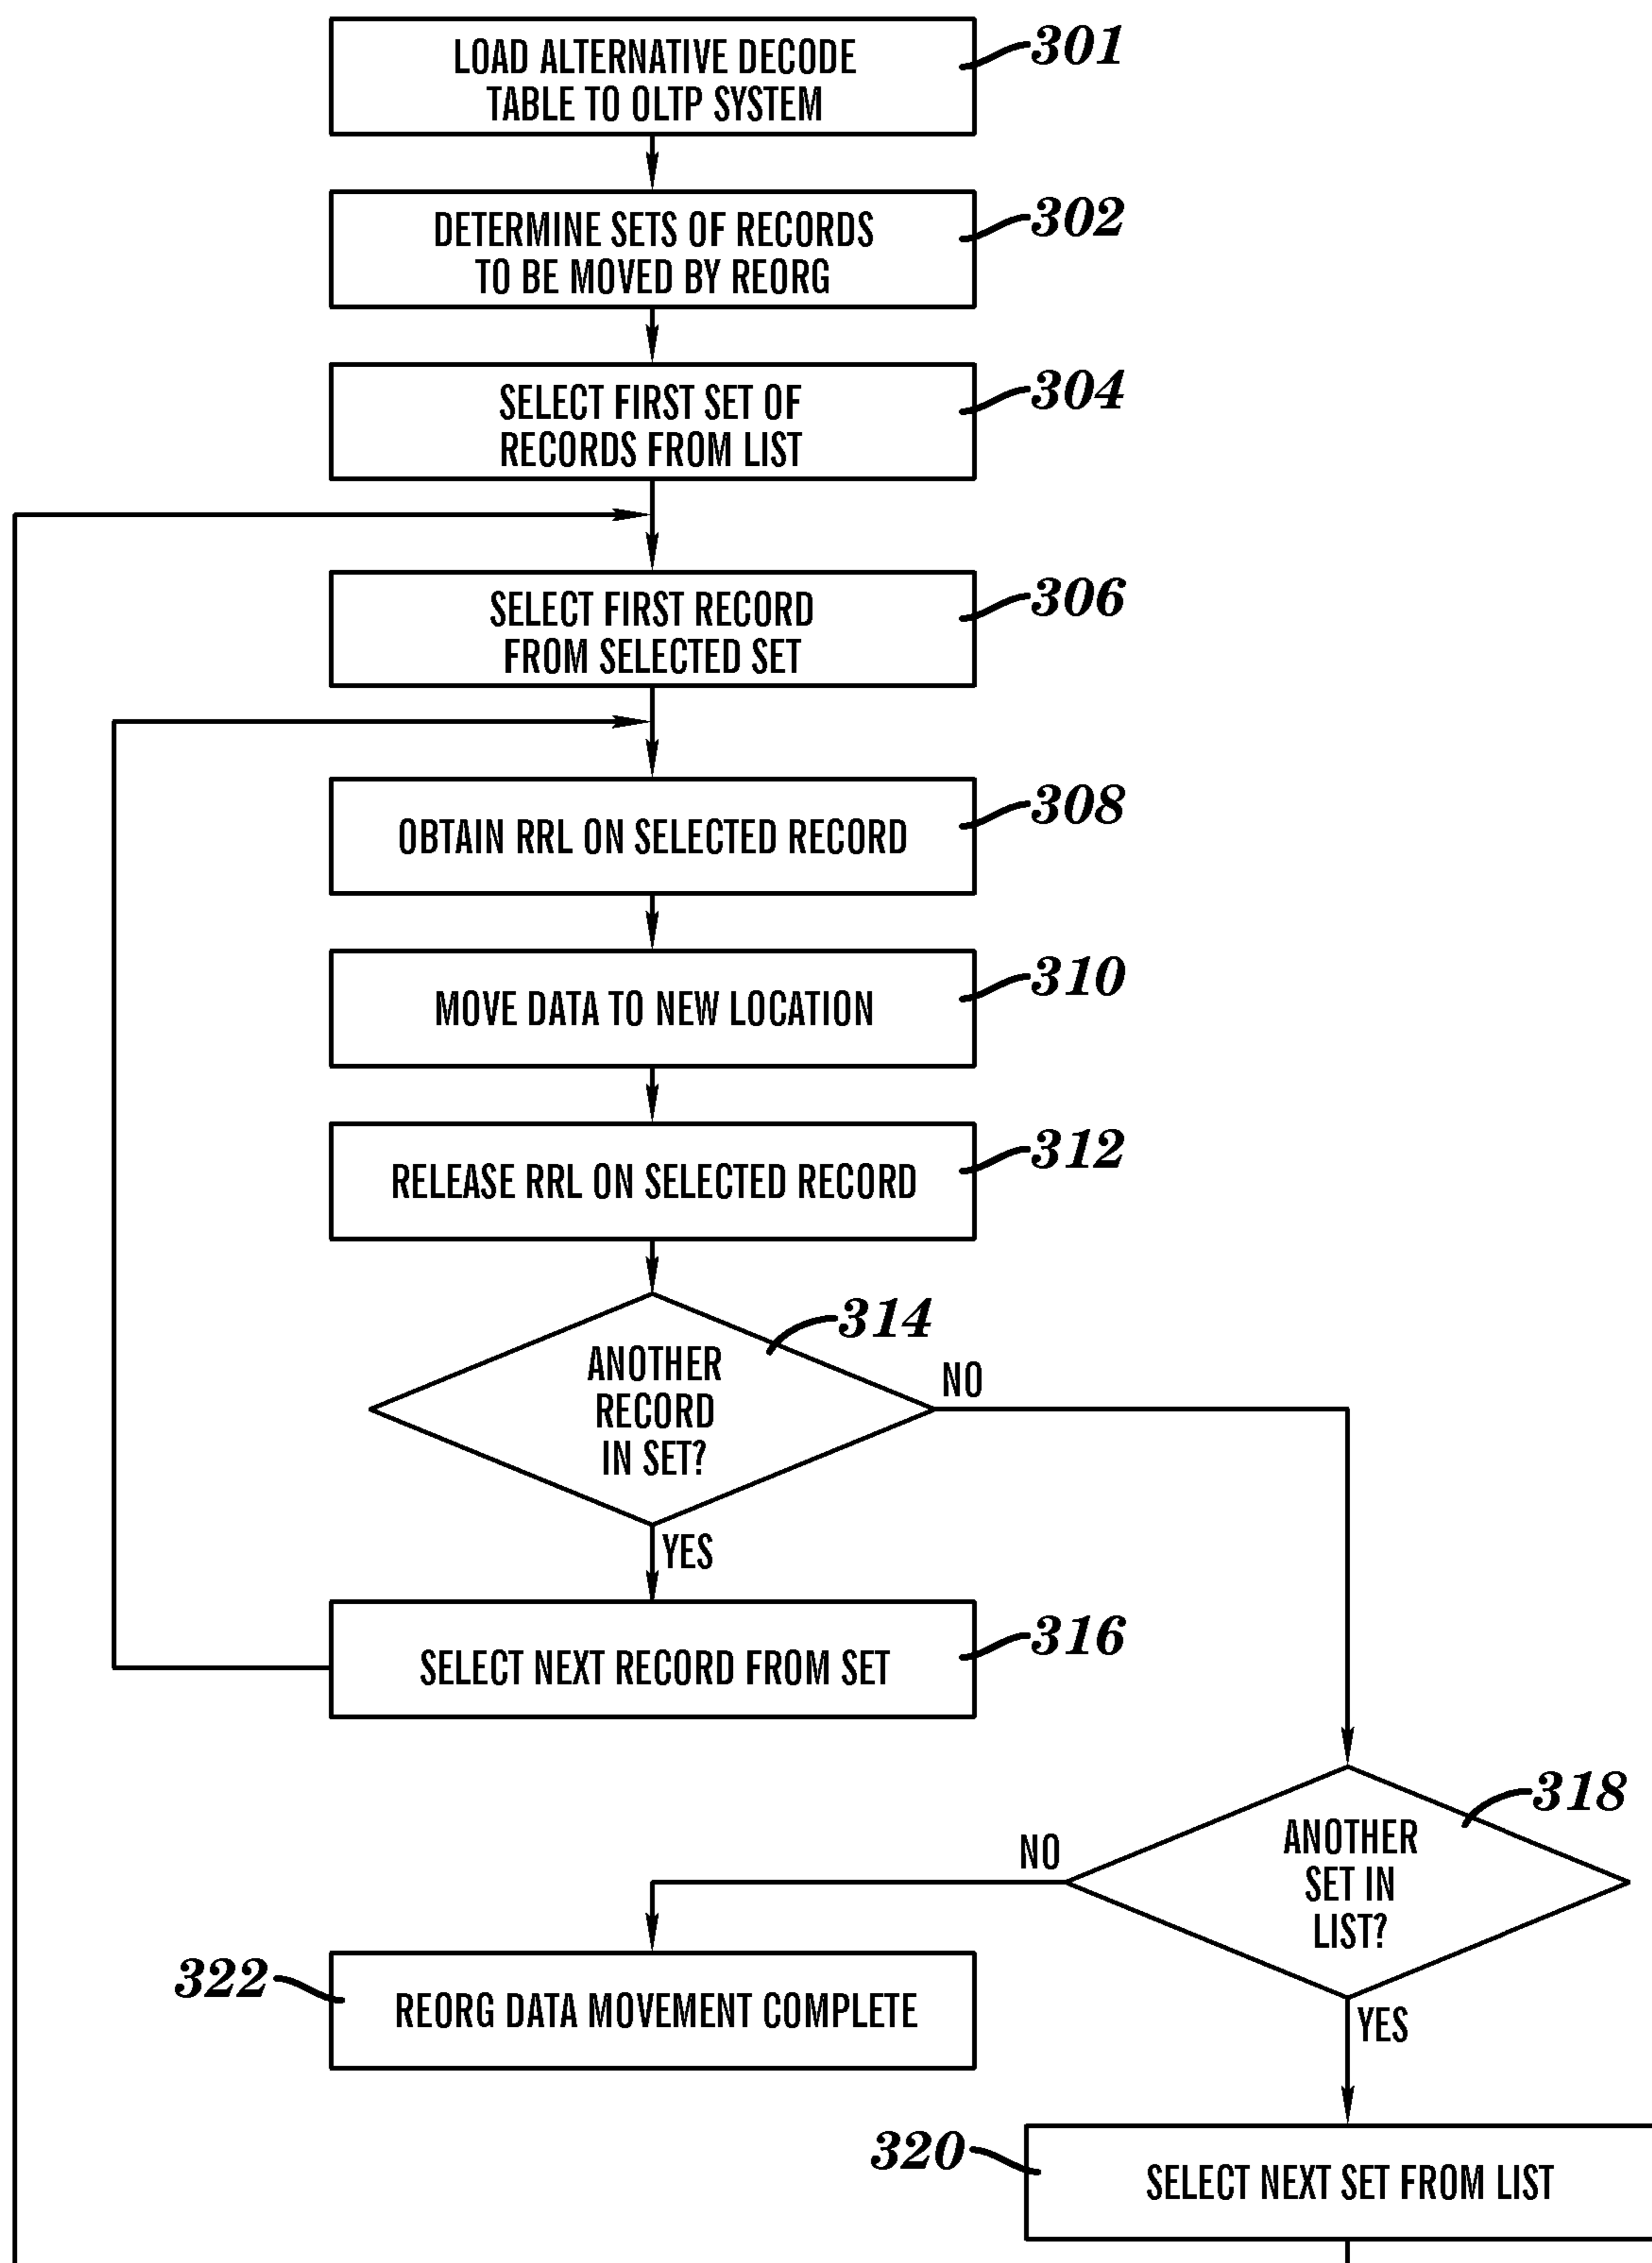 LOAD ALTERNATIVE DECODE
TABLE TO OLTP SYSTEM
301
DETERMINE SETS OF RECORDS
TO BE MOVED BY REORG
302
SELECT FIRST SET OF
RECORDS FROM LIST
304
SELECT FIRST RECORD
FROM SELECTED SET
306
OBTAIN RRL ON SELECTED RECORD
308
MOVE DATA TO NEW LOCATION
310
RELEASE RRL ON SELECTED RECORD
312
ANOTHER
RECORD
IN SET?
314
NO
YES
SELECT NEXT RECORD FROM SET
316
ANOTHER
SET IN
LIST?
318
NO
YES
322
REORG DATA MOVEMENT COMPLETE
320
SELECT NEXT SET FROM LIST